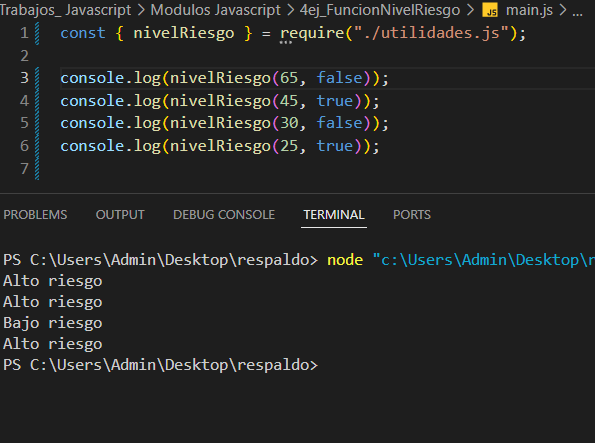 Trabajos_ Javascript > Modulos Javascript > 4ej_FuncionNivelRiesgo > JS main.js > ...
1 const { nivelRiesgo } = require("./utilidades.js");
2
3 console.log(nivelRiesgo(65, false));
4 console.log(nivelRiesgo(45, true));
5 console.log(nivelRiesgo(30, false));
6 console.log(nivelRiesgo(25, true));
7
PROBLEMS OUTPUT DEBUG CONSOLE TERMINAL PORTS
PS C:\Users\Admin\Desktop\respaldo> node "c:\Users\Admin\Desktop\r
Alto riesgo
Alto riesgo
Bajo riesgo
Alto riesgo
PS C:\Users\Admin\Desktop\respaldo>